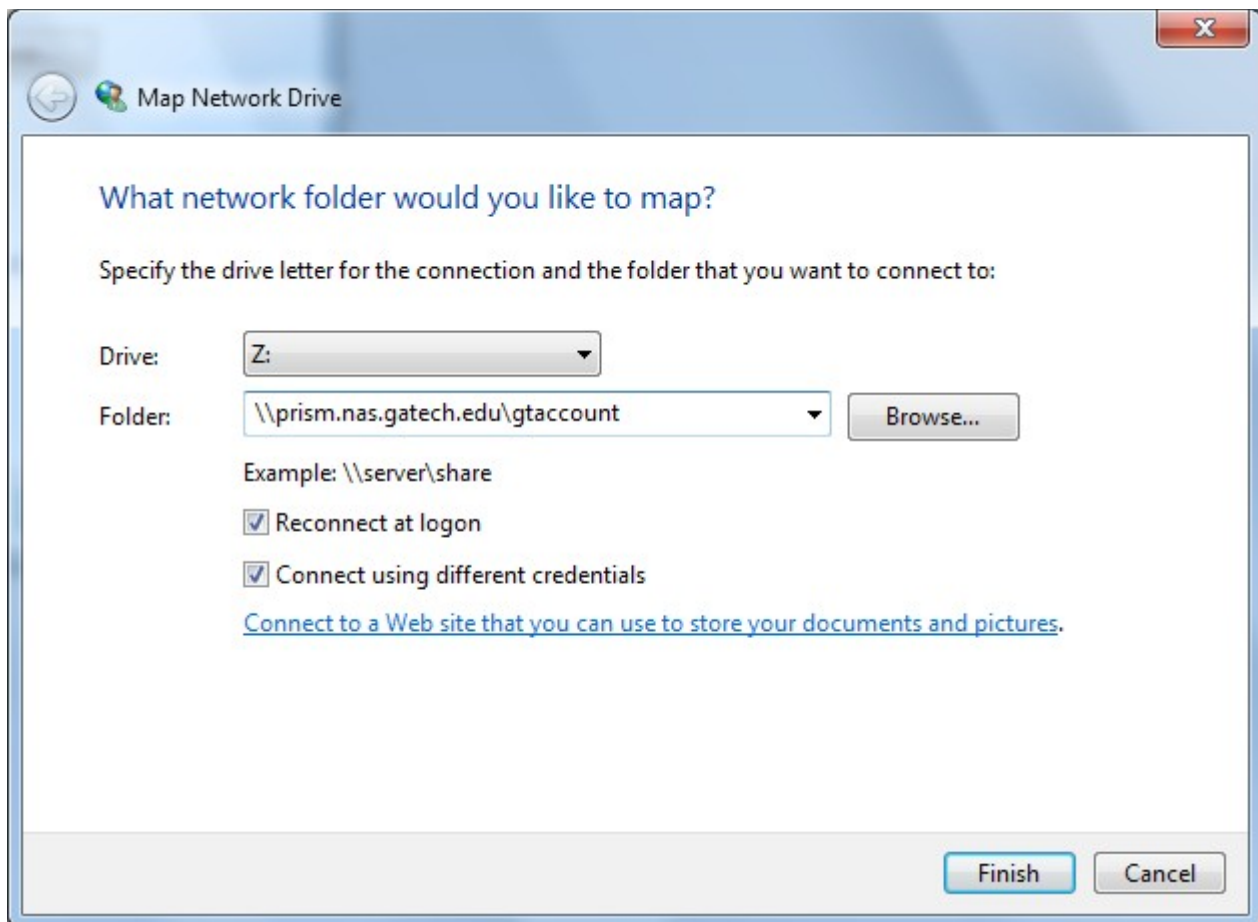 Map Network Drive
What network folder would you like to map?
Specify the drive letter for the connection and the folder that you want to connect to:
Drive: Z:
Folder: \\prism.nas.gatech.edu\gtaccount Browse...
Example: \\server\share
Reconnect at logon
Connect using different credentials
Connect to a Web site that you can use to store your documents and pictures.
Finish Cancel